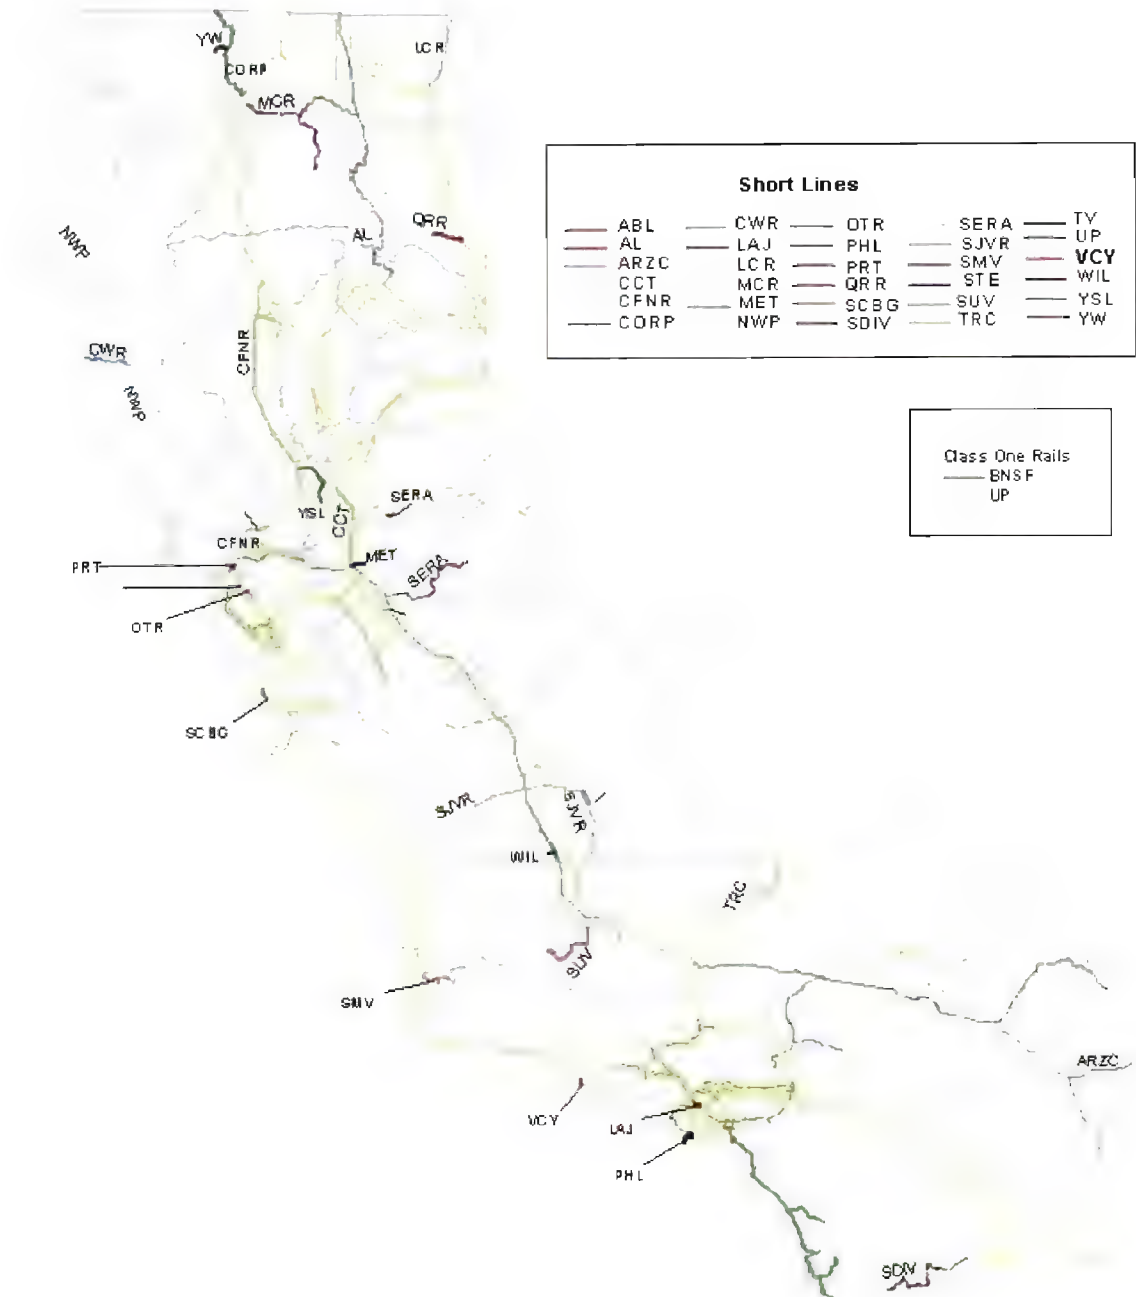 YW
LCR
CORP
MCR
Short Lines
ABL CWR OTR SERA TV
AL LAJ PHL SJVR UP
ARZC LCR PRT SMV VCY
CCT MCR QRR STE WIL
CFNR MET SCBG SUV YSL
CORP NWP SDIV TRC YW
QRR
AL
NWP
CWR
CFNR
NWP
Class One Rails
BNSF
UP
SERA
YSL
CCT
CFNR
MET
PRT
SERA
OTR
SCBG
SJVR
SJVR
WIL
TRC
SUV
SMV
ARZC
VCY
LAJ
PHL
SDIV